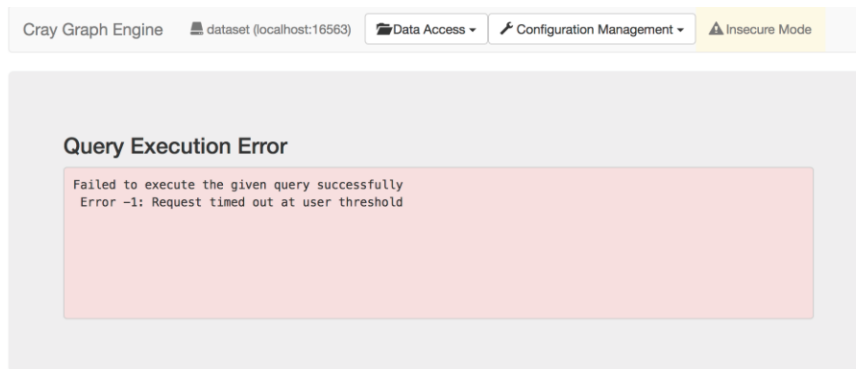 Cray Graph Engine dataset (localhost:16563) Data Access Configuration Management Insecure Mode
Query Execution Error
Failed to execute the given query successfully
Error -1: Request timed out at user threshold